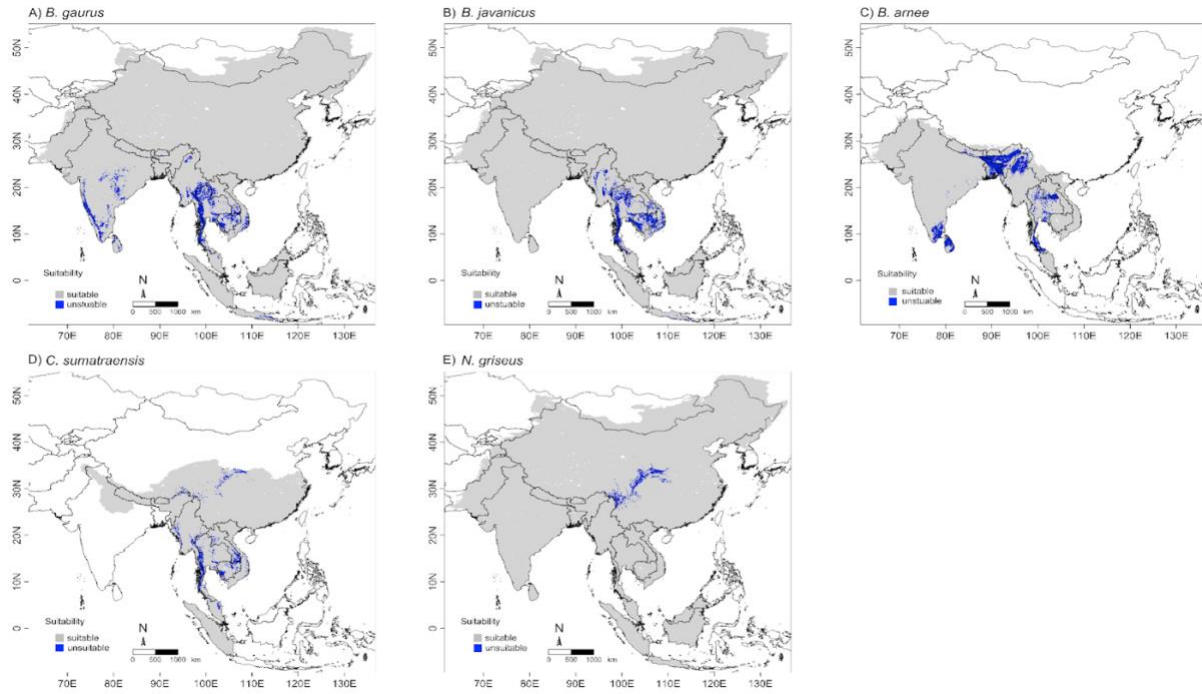 A) B. gaurus
50N
40N
30N
20N
10N
0
Suitability
suitable
unstuable
N
0 500 1000 km
70E 80E 90E 100E 110E 120E 130E
B) B. javanicus
50N
40N
30N
20N
10N
0
Suitability
suitable
unstuable
N
0 500 1000 km
70E 80E 90E 100E 110E 120E 130E
C) B. arnee
50N
40N
30N
20N
10N
0
Suitability
suitable
unstuable
N
0 500 1000 km
70E 80E 90E 100E 110E 120E 130E
D) C. sumatraensis
50N
40N
30N
20N
10N
0
Suitability
suitable
unsuitable
N
0 500 1000 km
70E 80E 90E 100E 110E 120E 130E
E) N. griseus
50N
40N
30N
20N
10N
0
Suitability
suitable
unsuitable
N
0 500 1000 km
70E 80E 90E 100E 110E 120E 130E